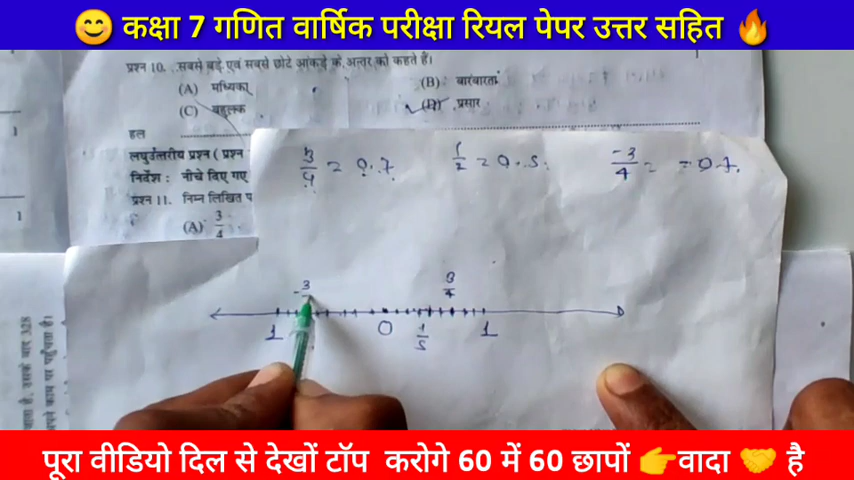 😊 कक्षा 7 गणित वार्षिक परीक्षा रियल पेपर उत्तर सहित 🔥
प्रश्न 10. सबसे बड़े एवं सबसे छोटे आंकड़े के अन्तर को कहते हैं।
(A) माध्यिका (B) बारंबारता
(C) बहुलक (D) प्रसार
हल
लघुउत्तरीय प्रश्न ( प्रश्न
निर्देश : नीचे दिए गए
प्रश्न 11. निम्न लिखित
(A) 3/4
3/4 = 0.7 1/2 = 0.5 -3/4 = -0.7
-3 3/4
1 0 1/5 1
पूरा वीडियो दिल से देखों टॉप करोगे 60 में 60 छापों 👉 वादा 🤝 है